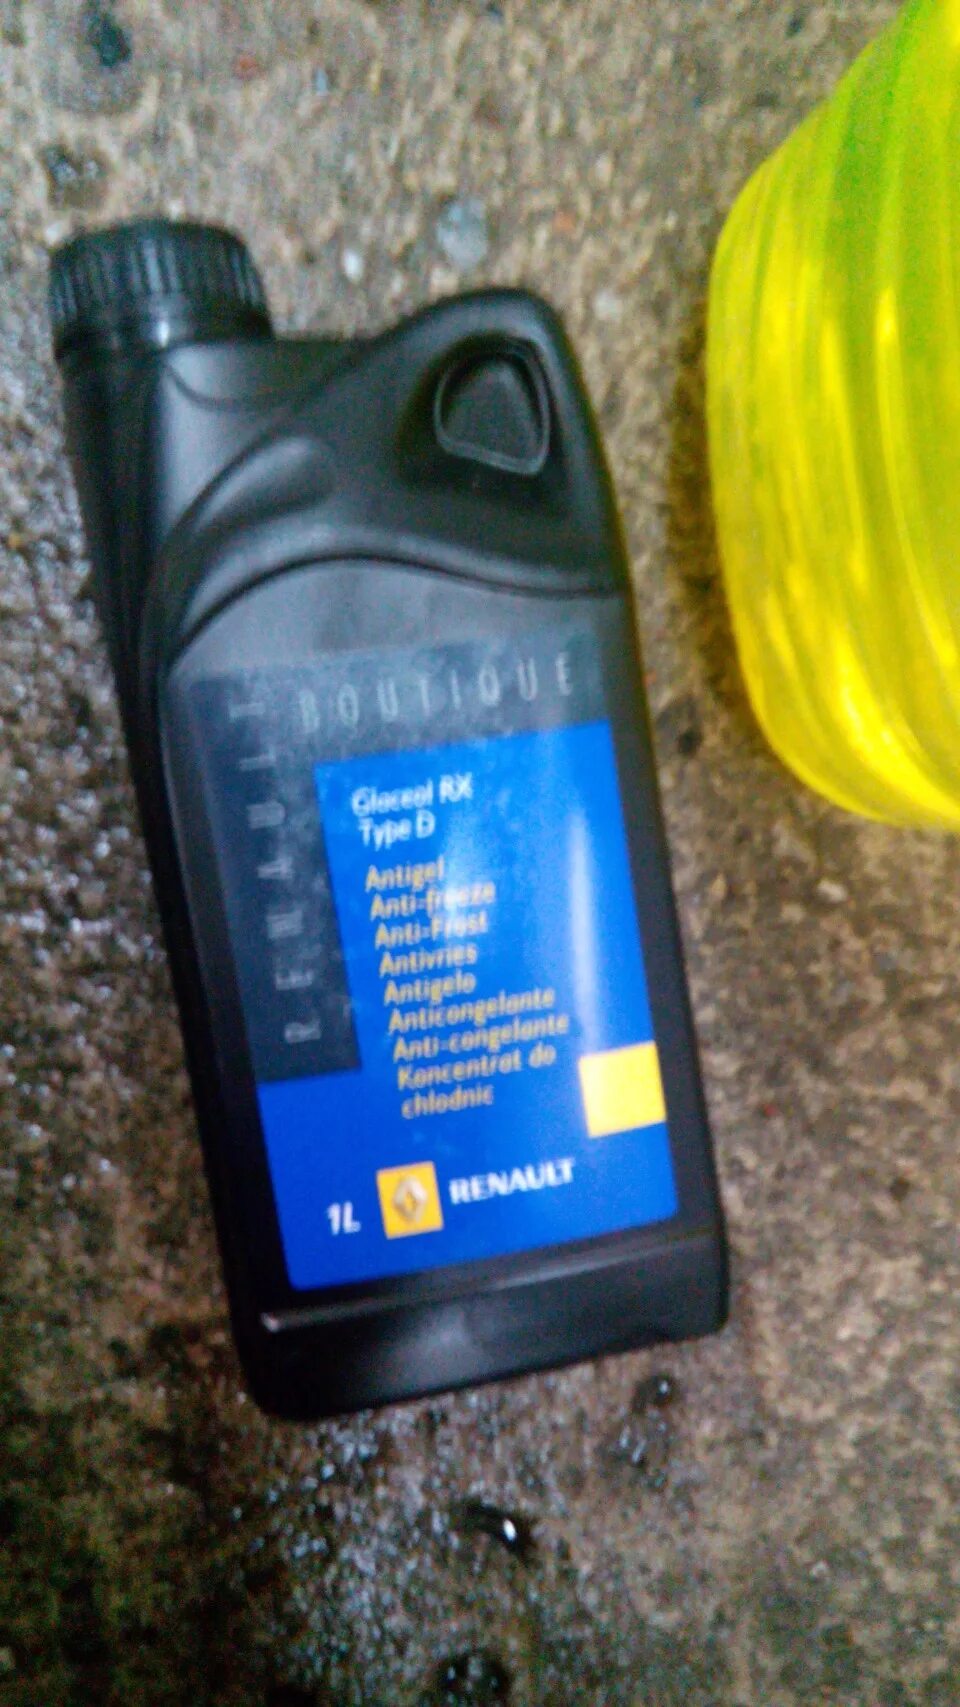 BOUTIQUE
RENAULT
Glaceol RX
Type D
Antigel
Anti-freeze
Anti-Frost
Antivries
Antigelo
Anticongelante
Anti-congelante
Koncentrat do
chlodnic
1L
RENAULT